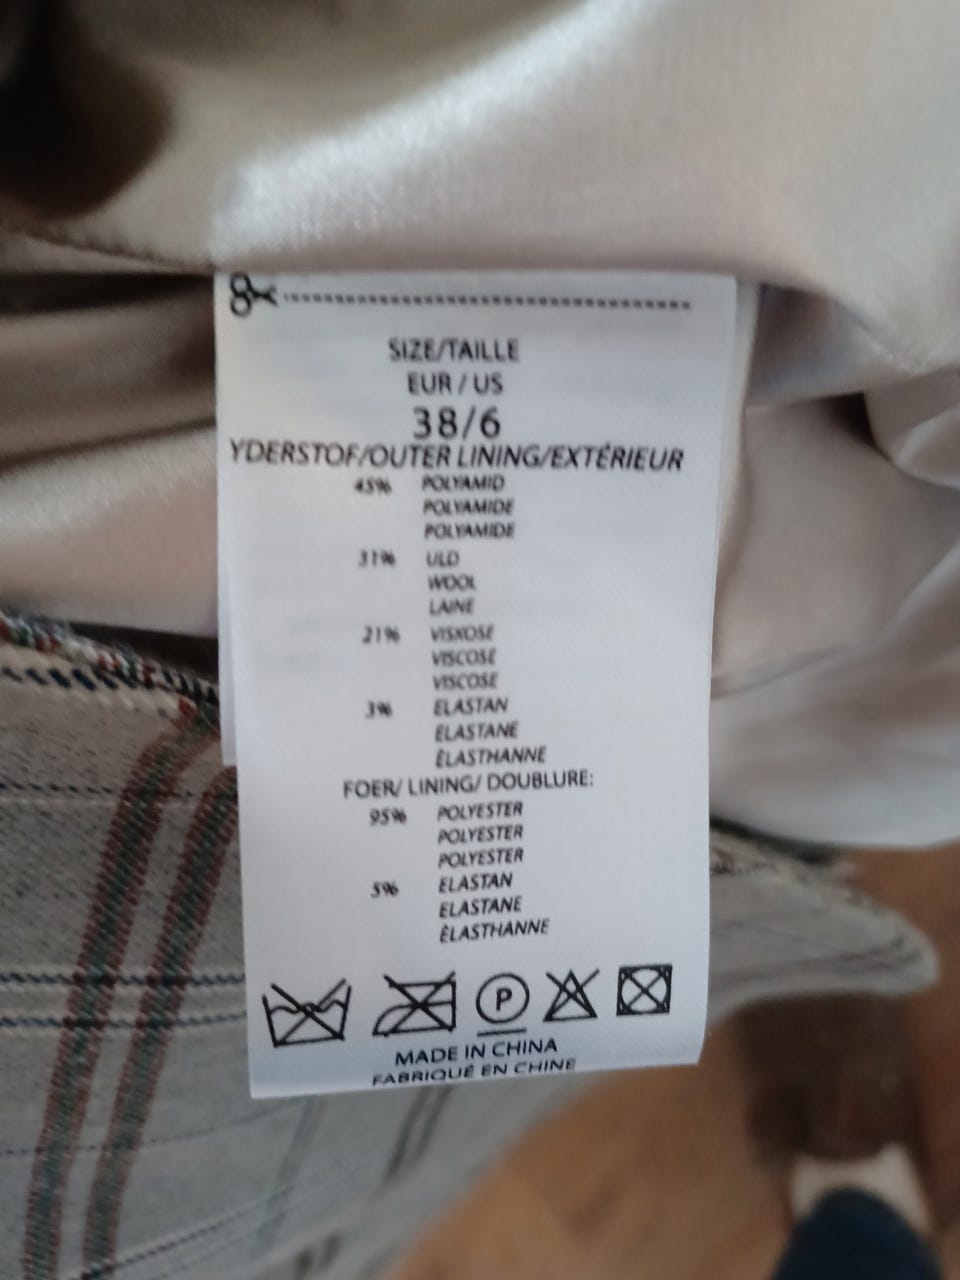 SIZE/TAILLE
EUR / US
38/6
YDERSTOF/OUTER LINING/EXTÉRIEUR
45% POLYAMID
POLYAMIDE
POLYAMIDE
31% ULD
WOOL
LAINE
21% VISKOSE
VISCOSE
VISCOSE
3% ELASTAN
ELASTANE
ÉLASTHANNE
FOER/ LINING/ DOUBLURE:
95% POLYESTER
POLYESTER
POLYESTER
5% ELASTAN
ELASTANE
ÉLASTHANNE
P
MADE IN CHINA
FABRIQUÉ EN CHINE